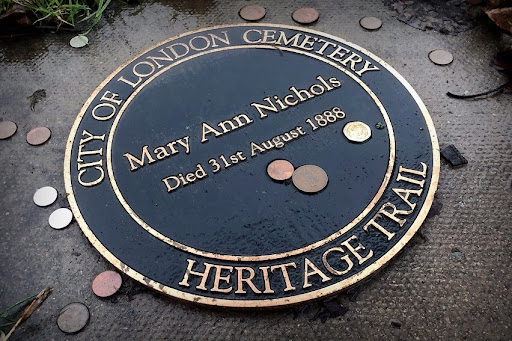 CITY OF LONDON CEMETERY
Mary Ann Nichols
Died 31st August 1888
HERITAGE TRAIL